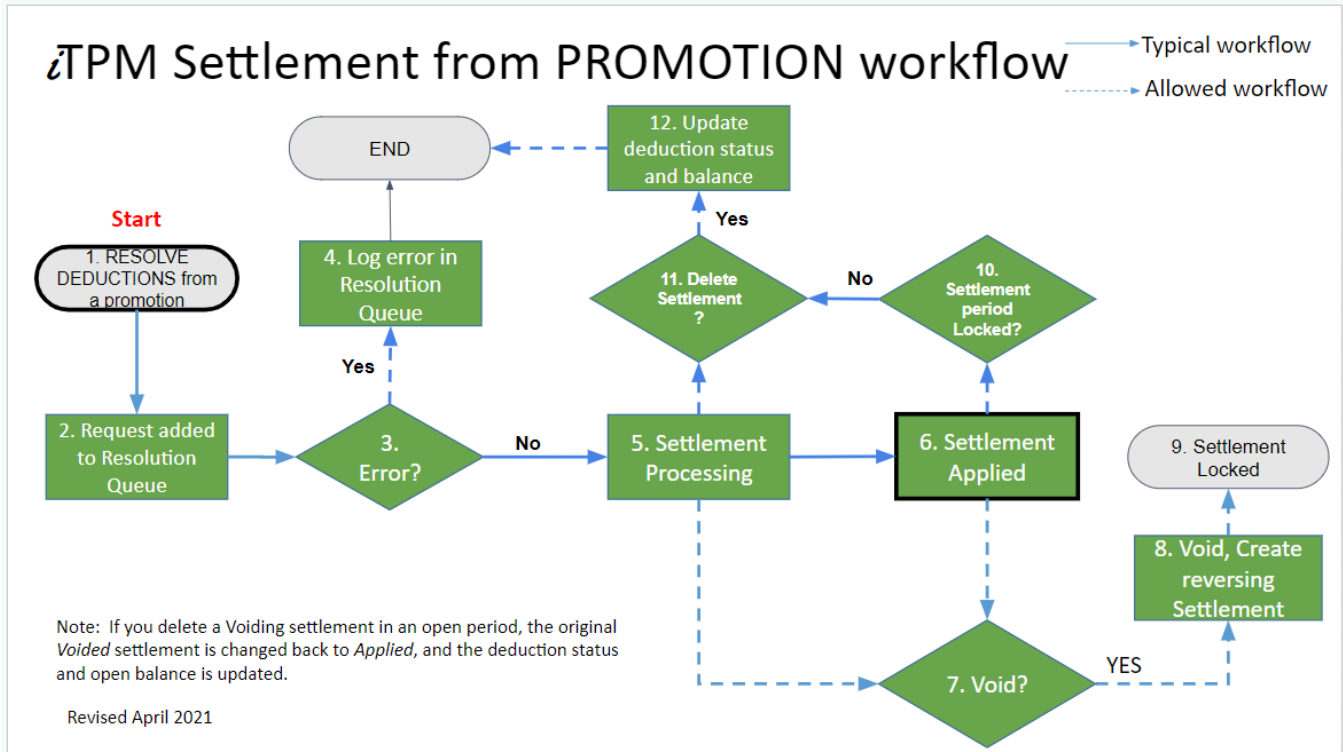 iTPM Settlement from PROMOTION workflow
Typical workflow
Allowed workflow
END
12. Update
deduction status
and balance
Start
Yes
1. RESOLVE
DEDUCTIONS from
a promotion
4. Log error in
Resolution
Queue
11. Delete
Settlement
?
No
10.
Settlement
period
Locked?
Yes
2. Request added
to Resolution
Queue
3.
Error?
No
5. Settlement
Processing
6. Settlement
Applied
9. Settlement
Locked
8. Void, Create
reversing
Settlement
Note: If you delete a Voiding settlement in an open period, the original
Voided settlement is changed back to Applied, and the deduction status
and open balance is updated.
7. Void?
YES
Revised April 2021